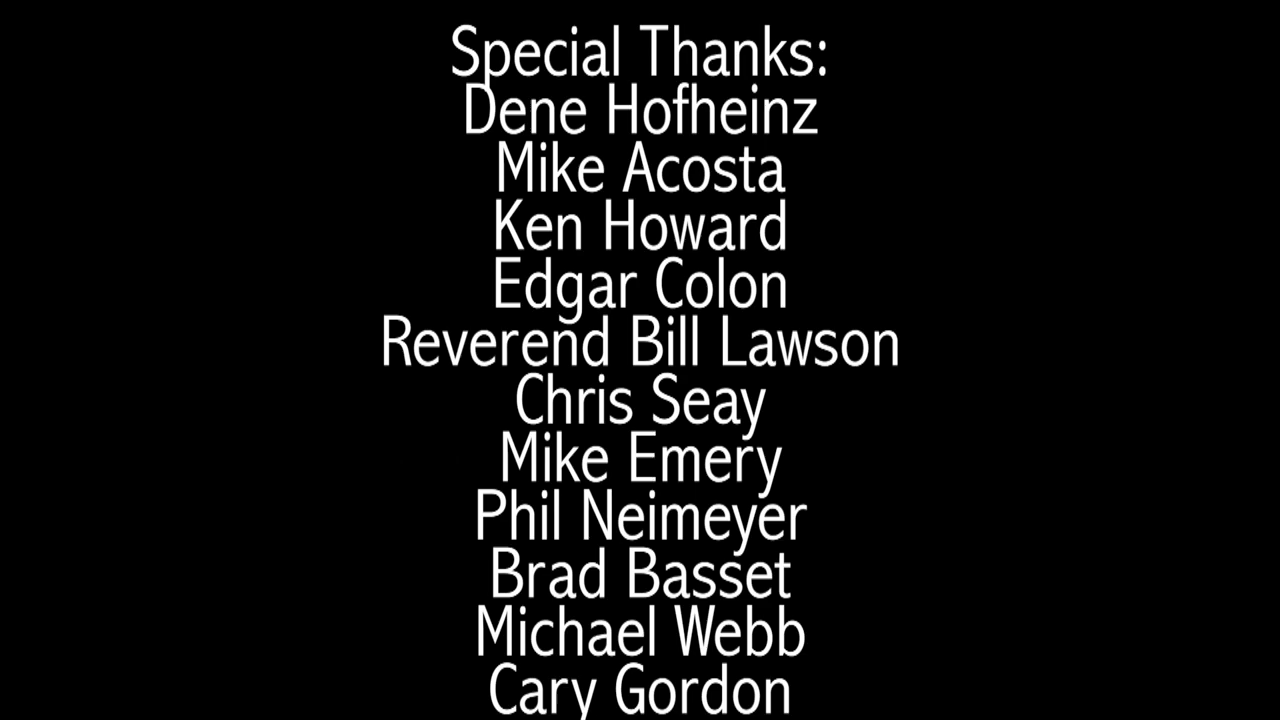 Special Thanks:
Dene Hofheinz
Mike Acosta
Ken Howard
Edgar Colon
Reverend Bill Lawson
Chris Seay
Mike Emery
Phil Neimeyer
Brad Basset
Michael Webb
Cary Gordon